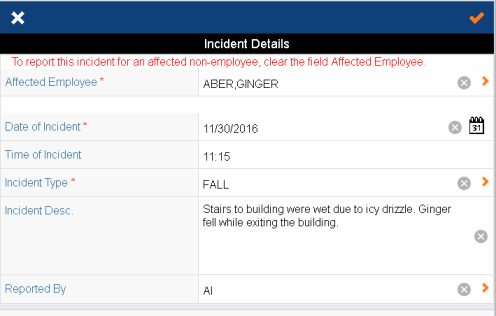 Incident Details
To report this incident for an affected non-employee, clear the field Affected Employee.
Affected Employee *
ABER,GINGER
Date of Incident *
11/30/2016
31
Time of Incident
11:15
Incident Type *
FALL
Incident Desc.
Stairs to building were wet due to icy drizzle. Ginger
fell while exiting the building.
Reported By
Al